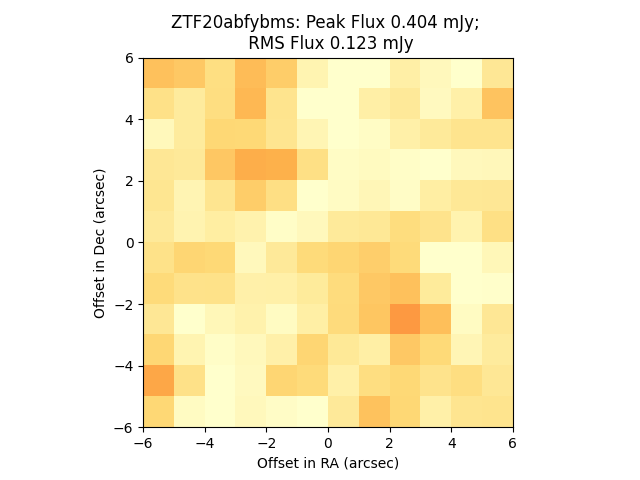 ZTF20abfybms: Peak Flux 0.404 mJy;
RMS Flux 0.123 mJy
6
4
2
0
−2
−4
−6
Offset in Dec (arcsec)
−6 −4 −2 0 2 4 6
Offset in RA (arcsec)